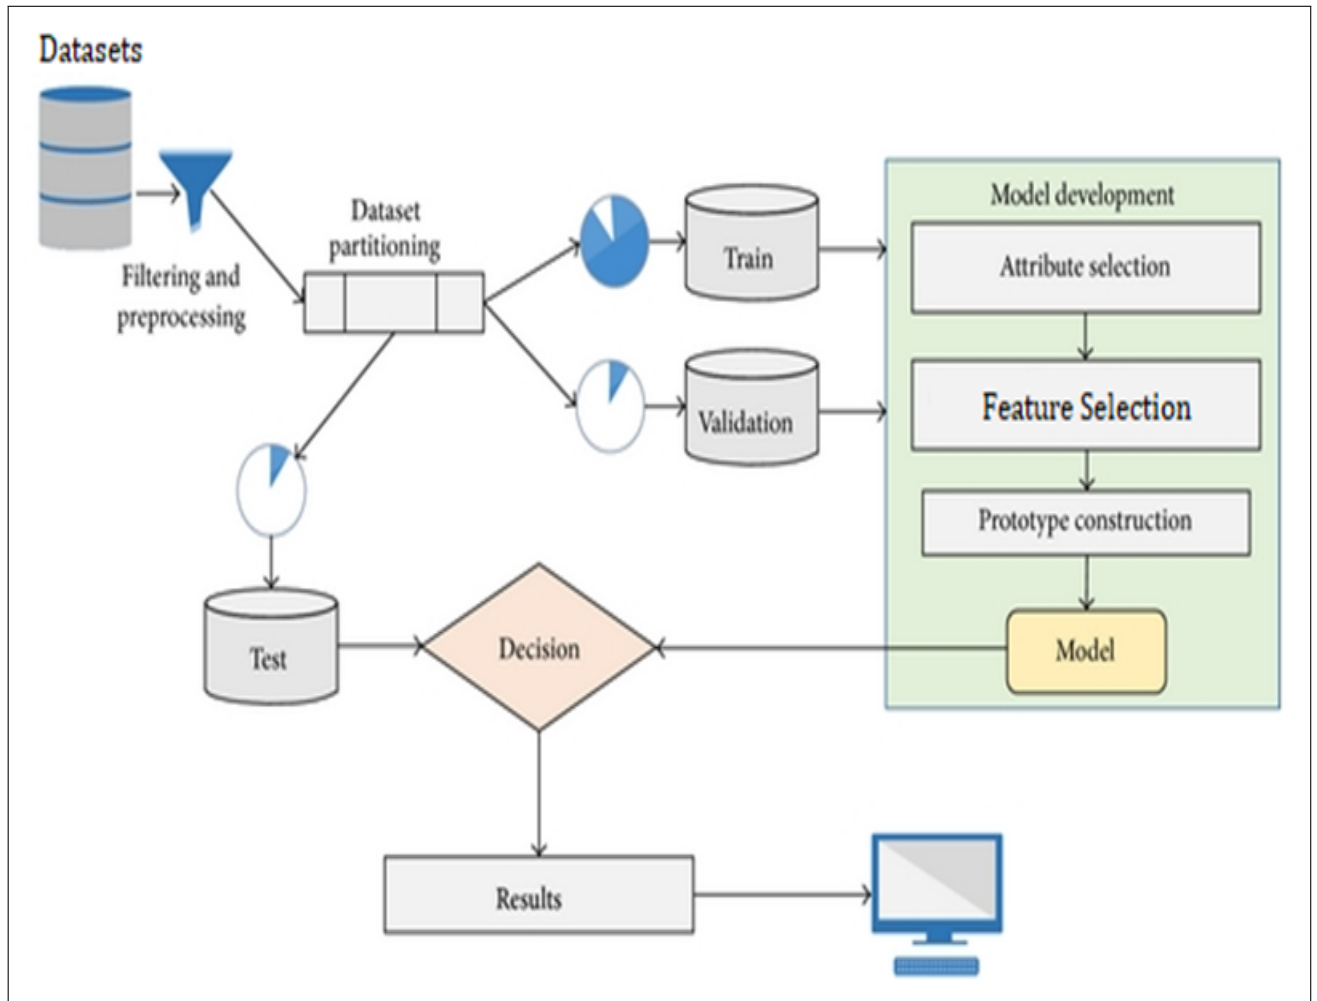 Datasets
Filtering and
preprocessing
Dataset
partitioning
Train
Validation
Test
Model development
Attribute selection
Feature Selection
Prototype construction
Model
Decision
Results